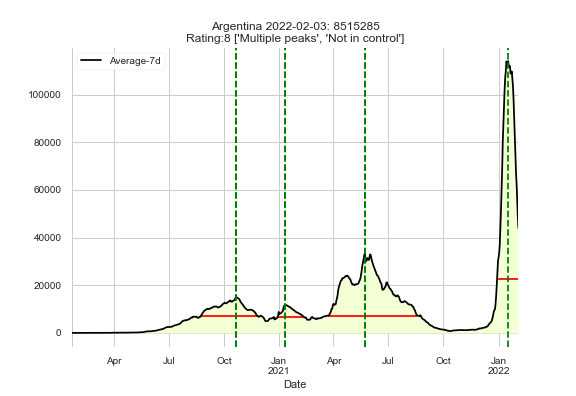 Argentina 2022-02-03: 8515285
Rating:8 ['Multiple peaks', 'Not in control']
Average-7d
100000
80000
60000
40000
20000
0
Apr Jul Oct Jan Apr Jul Oct Jan
2021 2022
Date